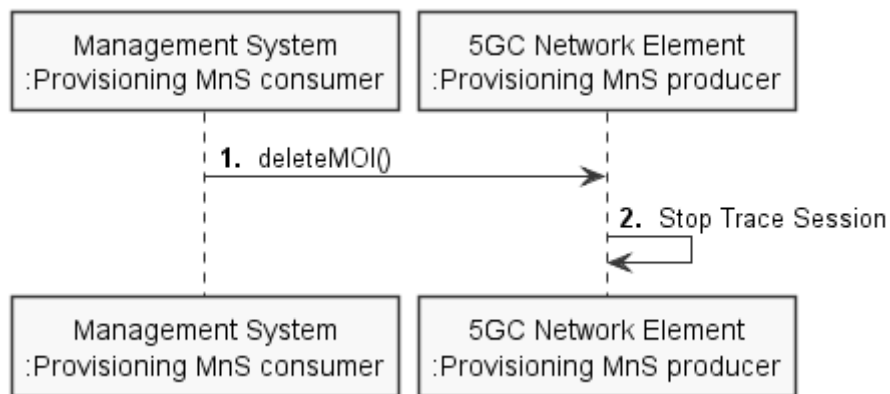 Management System
:Provisioning MnS consumer
5GC Network Element
:Provisioning MnS producer
1. deleteMOI()
2. Stop Trace Session
Management System
:Provisioning MnS consumer
5GC Network Element
:Provisioning MnS producer